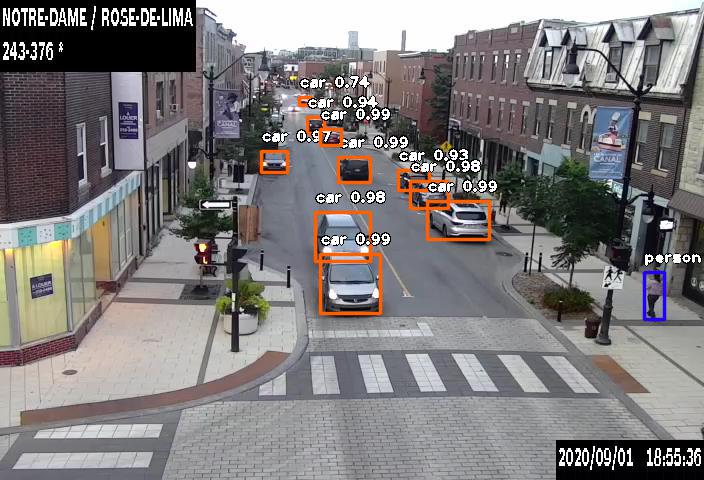 NOTRE-DAME / ROSE-DE-LIMA
243-376 *
car 0.74
car 0.94
car 0.99
car 0.97
car 0.99
car 0.93
car 0.98
car 0.99
car 0.98
car 0.99
person
À LOUER
À LOUER
CANAL
CANAL
2020/09/01 18:55:36